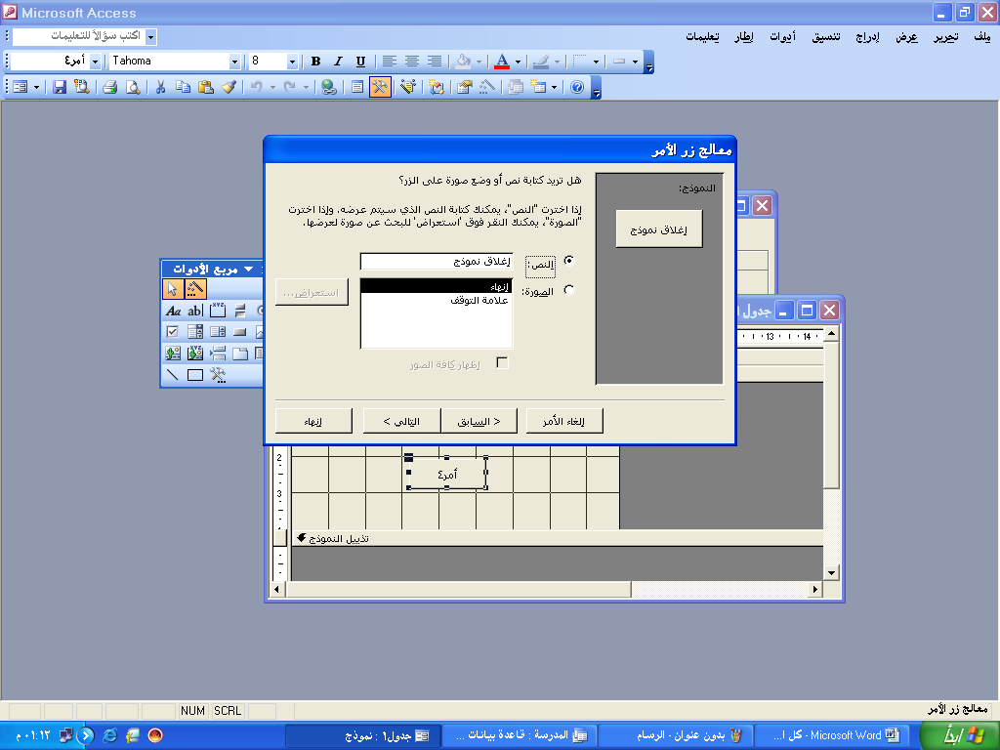 Microsoft Access
ملف تحرير عرض إدراج تنسيق أدوات إطار تعليمات
اكتب سؤالاً للتعليمات
أمر٤ Tahoma 8 B I U
معالج زر الأمر
النموذج:
إغلاق نموذج
هل تريد كتابة نص أو وضع صورة على الزر؟
إذا اخترت "النص"، يمكنك كتابة النص الذي سيتم عرضه. وإذا اخترت
"الصورة"، يمكنك النقر فوق 'استعراض' للبحث عن صورة لعرضها.
النص:
إغلاق نموذج
الصورة:
إنهاء
علامة التوقف
استعراض...
إظهار كافة الصور
إلغاء الأمر
< السابق
التالي >
إنهاء
مربع الأدوات
Aa ab
جدول
13 14
2
3
أمر٤
تذييل النموذج
معالج زر الأمر
NUM SCRL
ابدأ
Microsoft Word - كل ا...
بدون عنوان - الرسام
المدرسة : قاعدة بيانات ...
جدول١ : نموذج
٠١:١٢ م